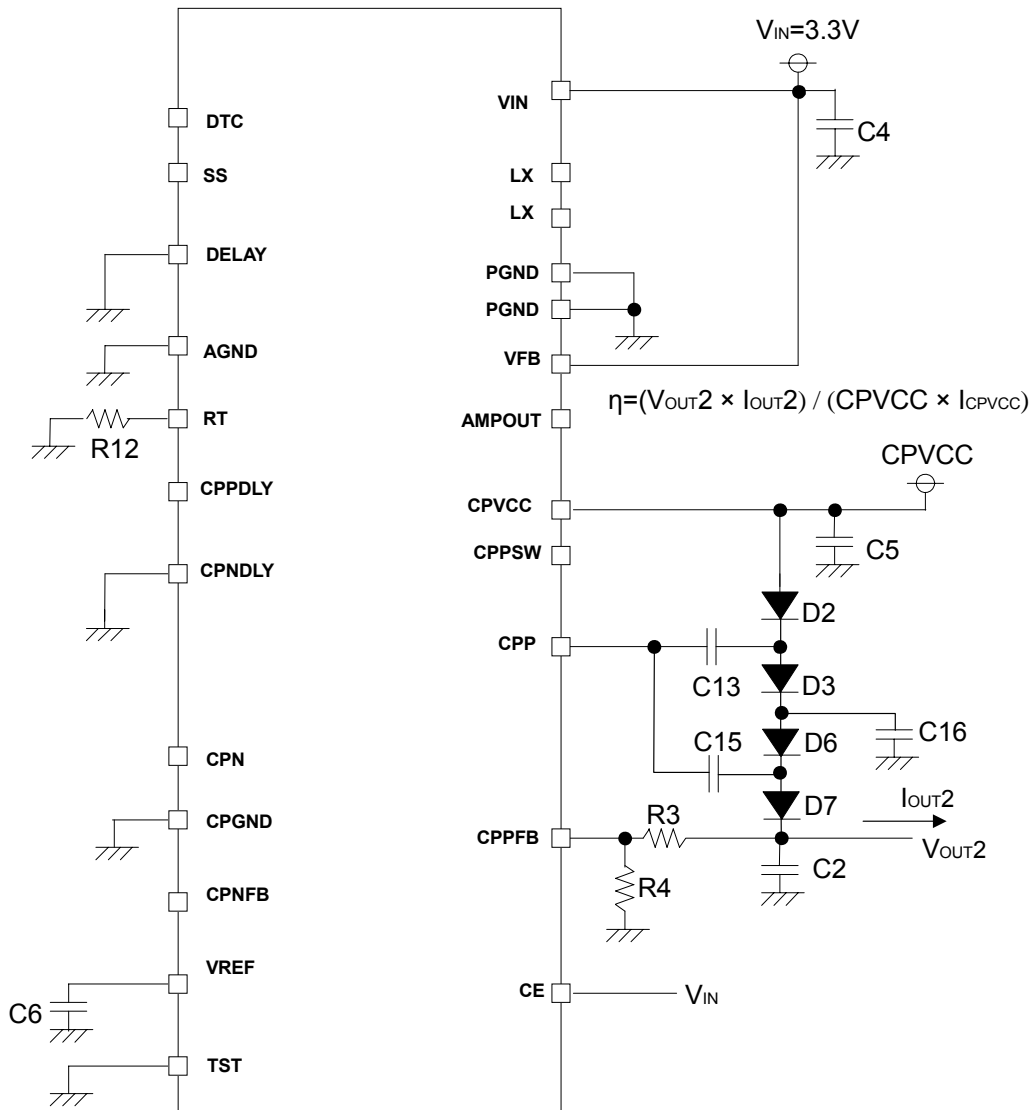 VIN=3.3V
VIN
C4
DTC
SS
LX
LX
DELAY
PGND
PGND
AGND
VFB
η=(VOUT2 × IOUT2) / (CPVCC × ICPVCC)
RT
R12
AMPOUT
CPVCC
CPPDLY
CPVCC
C5
CPPSW
CPNDLY
D2
CPP
C13
D3
C15
D6
C16
CPN
D7
IOUT2
CPGND
CPPFB
R3
VOUT2
C2
R4
CPNFB
VREF
C6
CE
VIN
TST